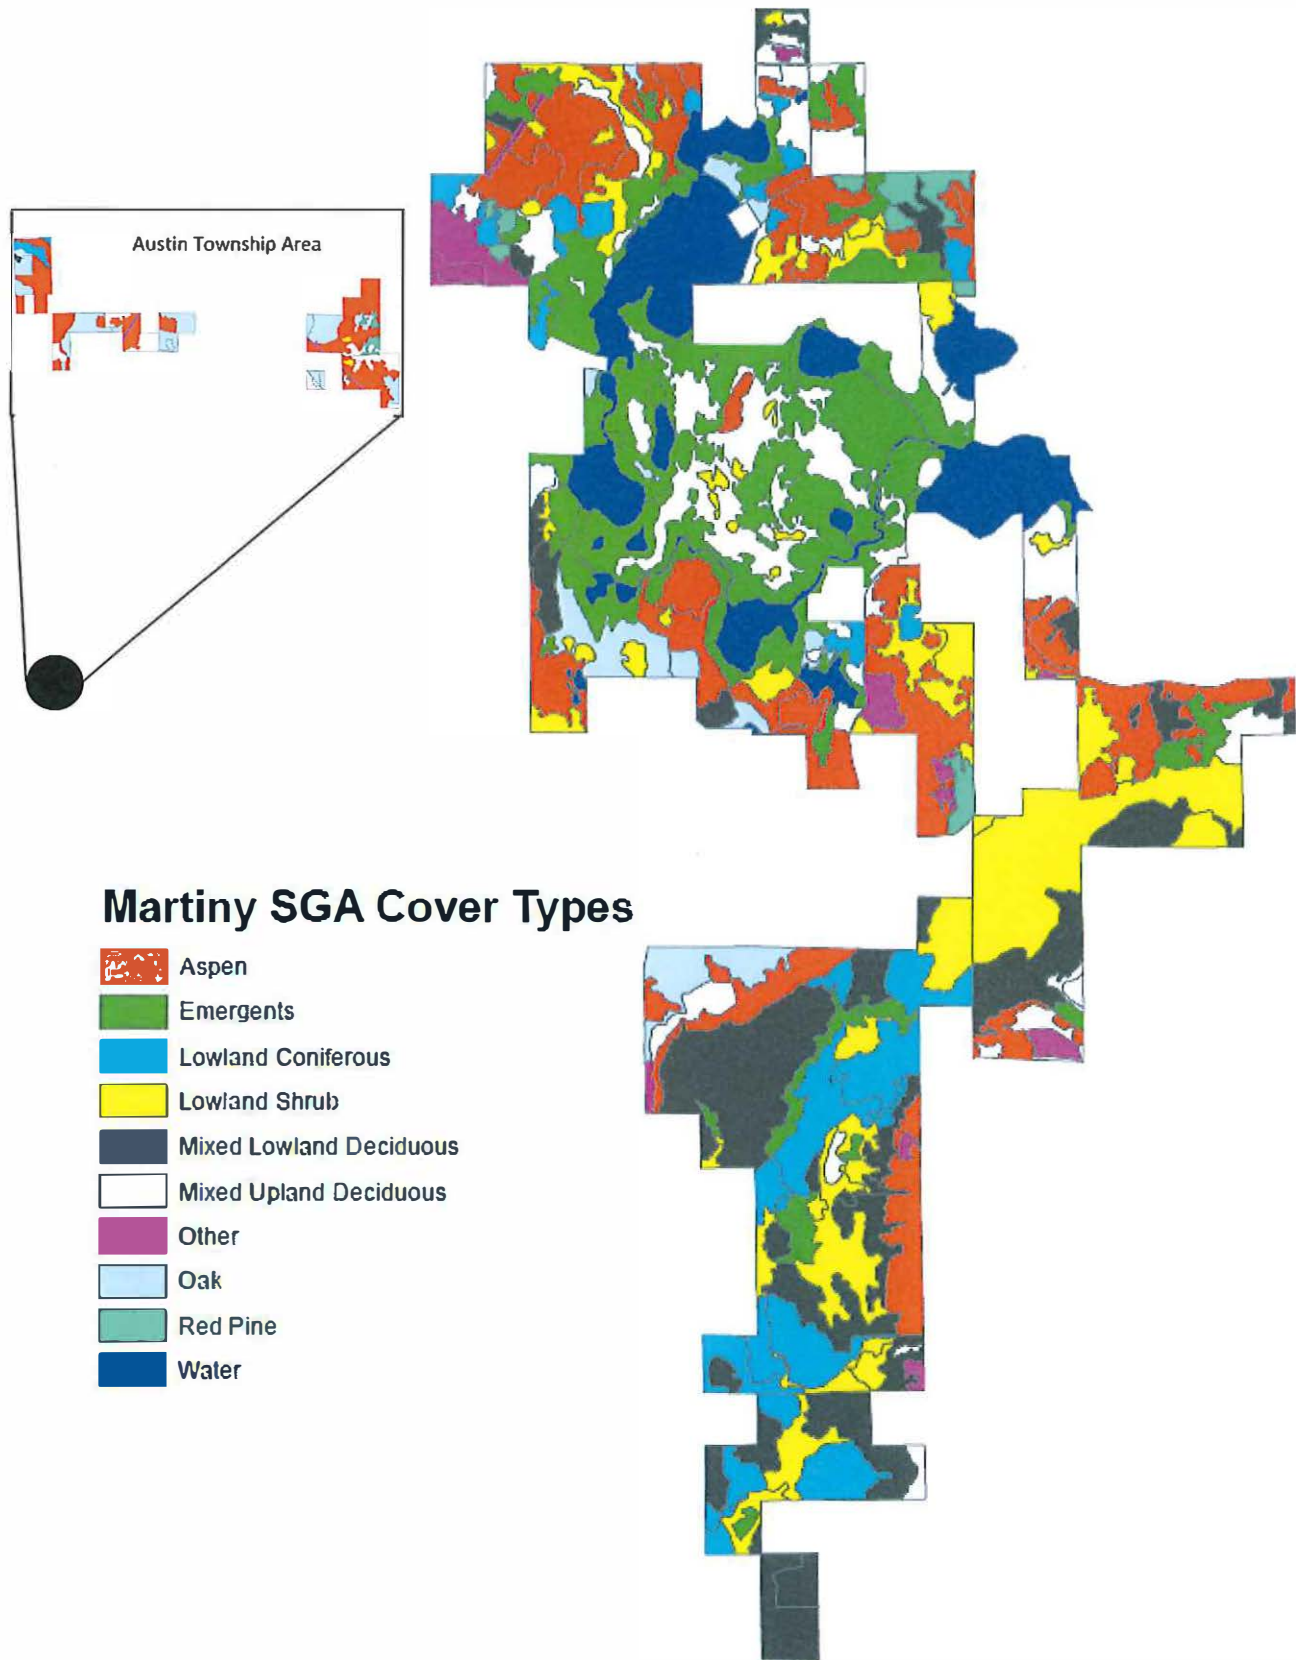 Austin Township Area
Martiny SGA Cover Types
Aspen
Emergents
Lowland Coniferous
Lowland Shrub
Mixed Lowland Deciduous
Mixed Upland Deciduous
Other
Oak
Red Pine
Water